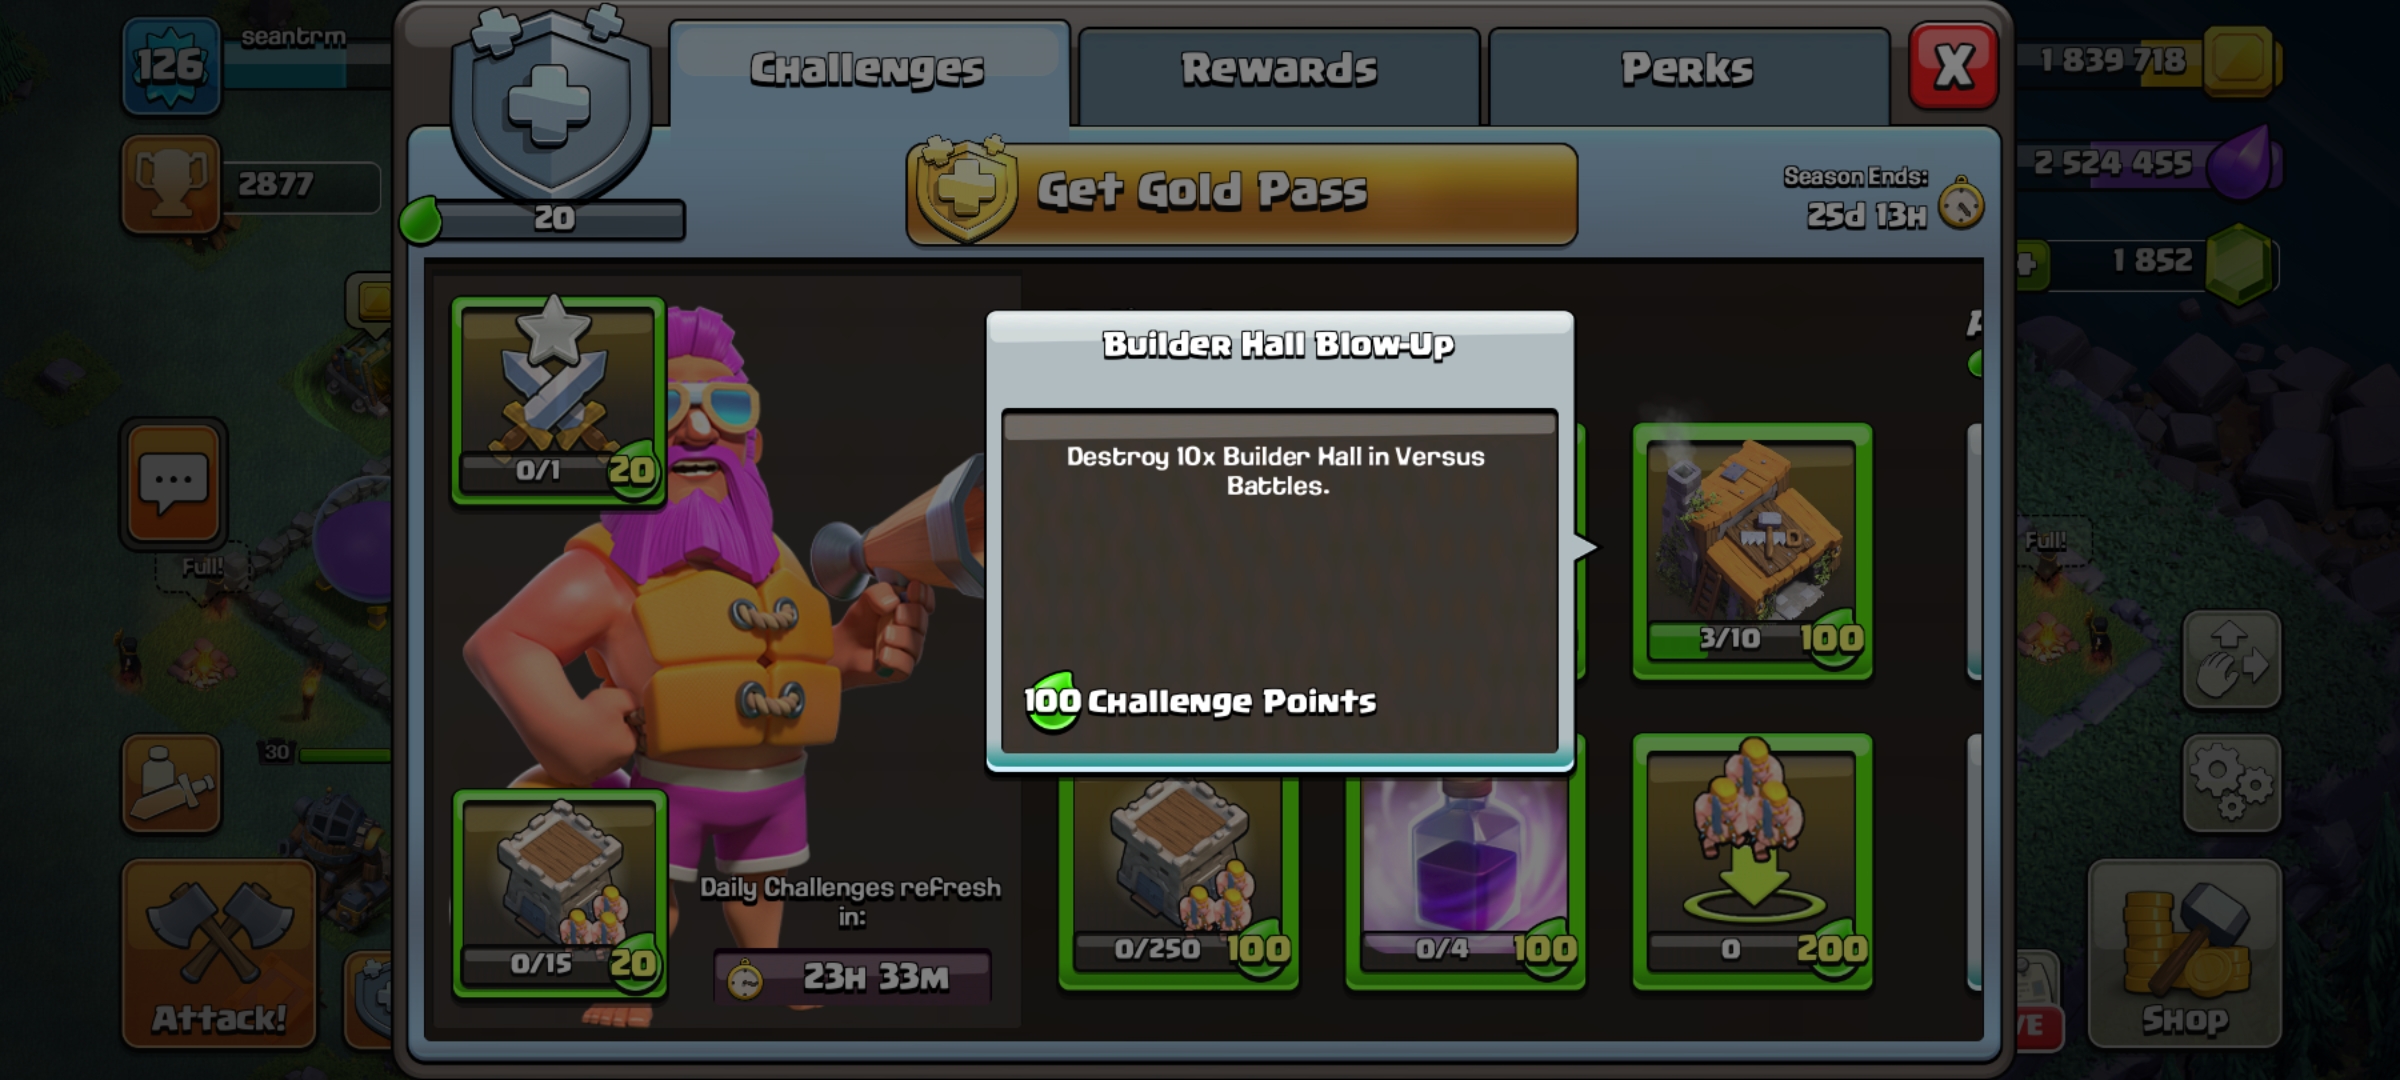 126
seantrm
2877
Challenges
Rewards
Perks
X
1 839 718
2 524 455
1 852
20
Get Gold Pass
Season Ends:
25d 13H
0/1
20
Builder Hall Blow-Up
Destroy 10x Builder Hall in Versus
Battles.
100 Challenge Points
3/10
100
Full!
Full!
30
Daily Challenges refresh
in:
23H 33M
0/15
20
0/250
100
0/4
100
0
200
Attack!
Shop